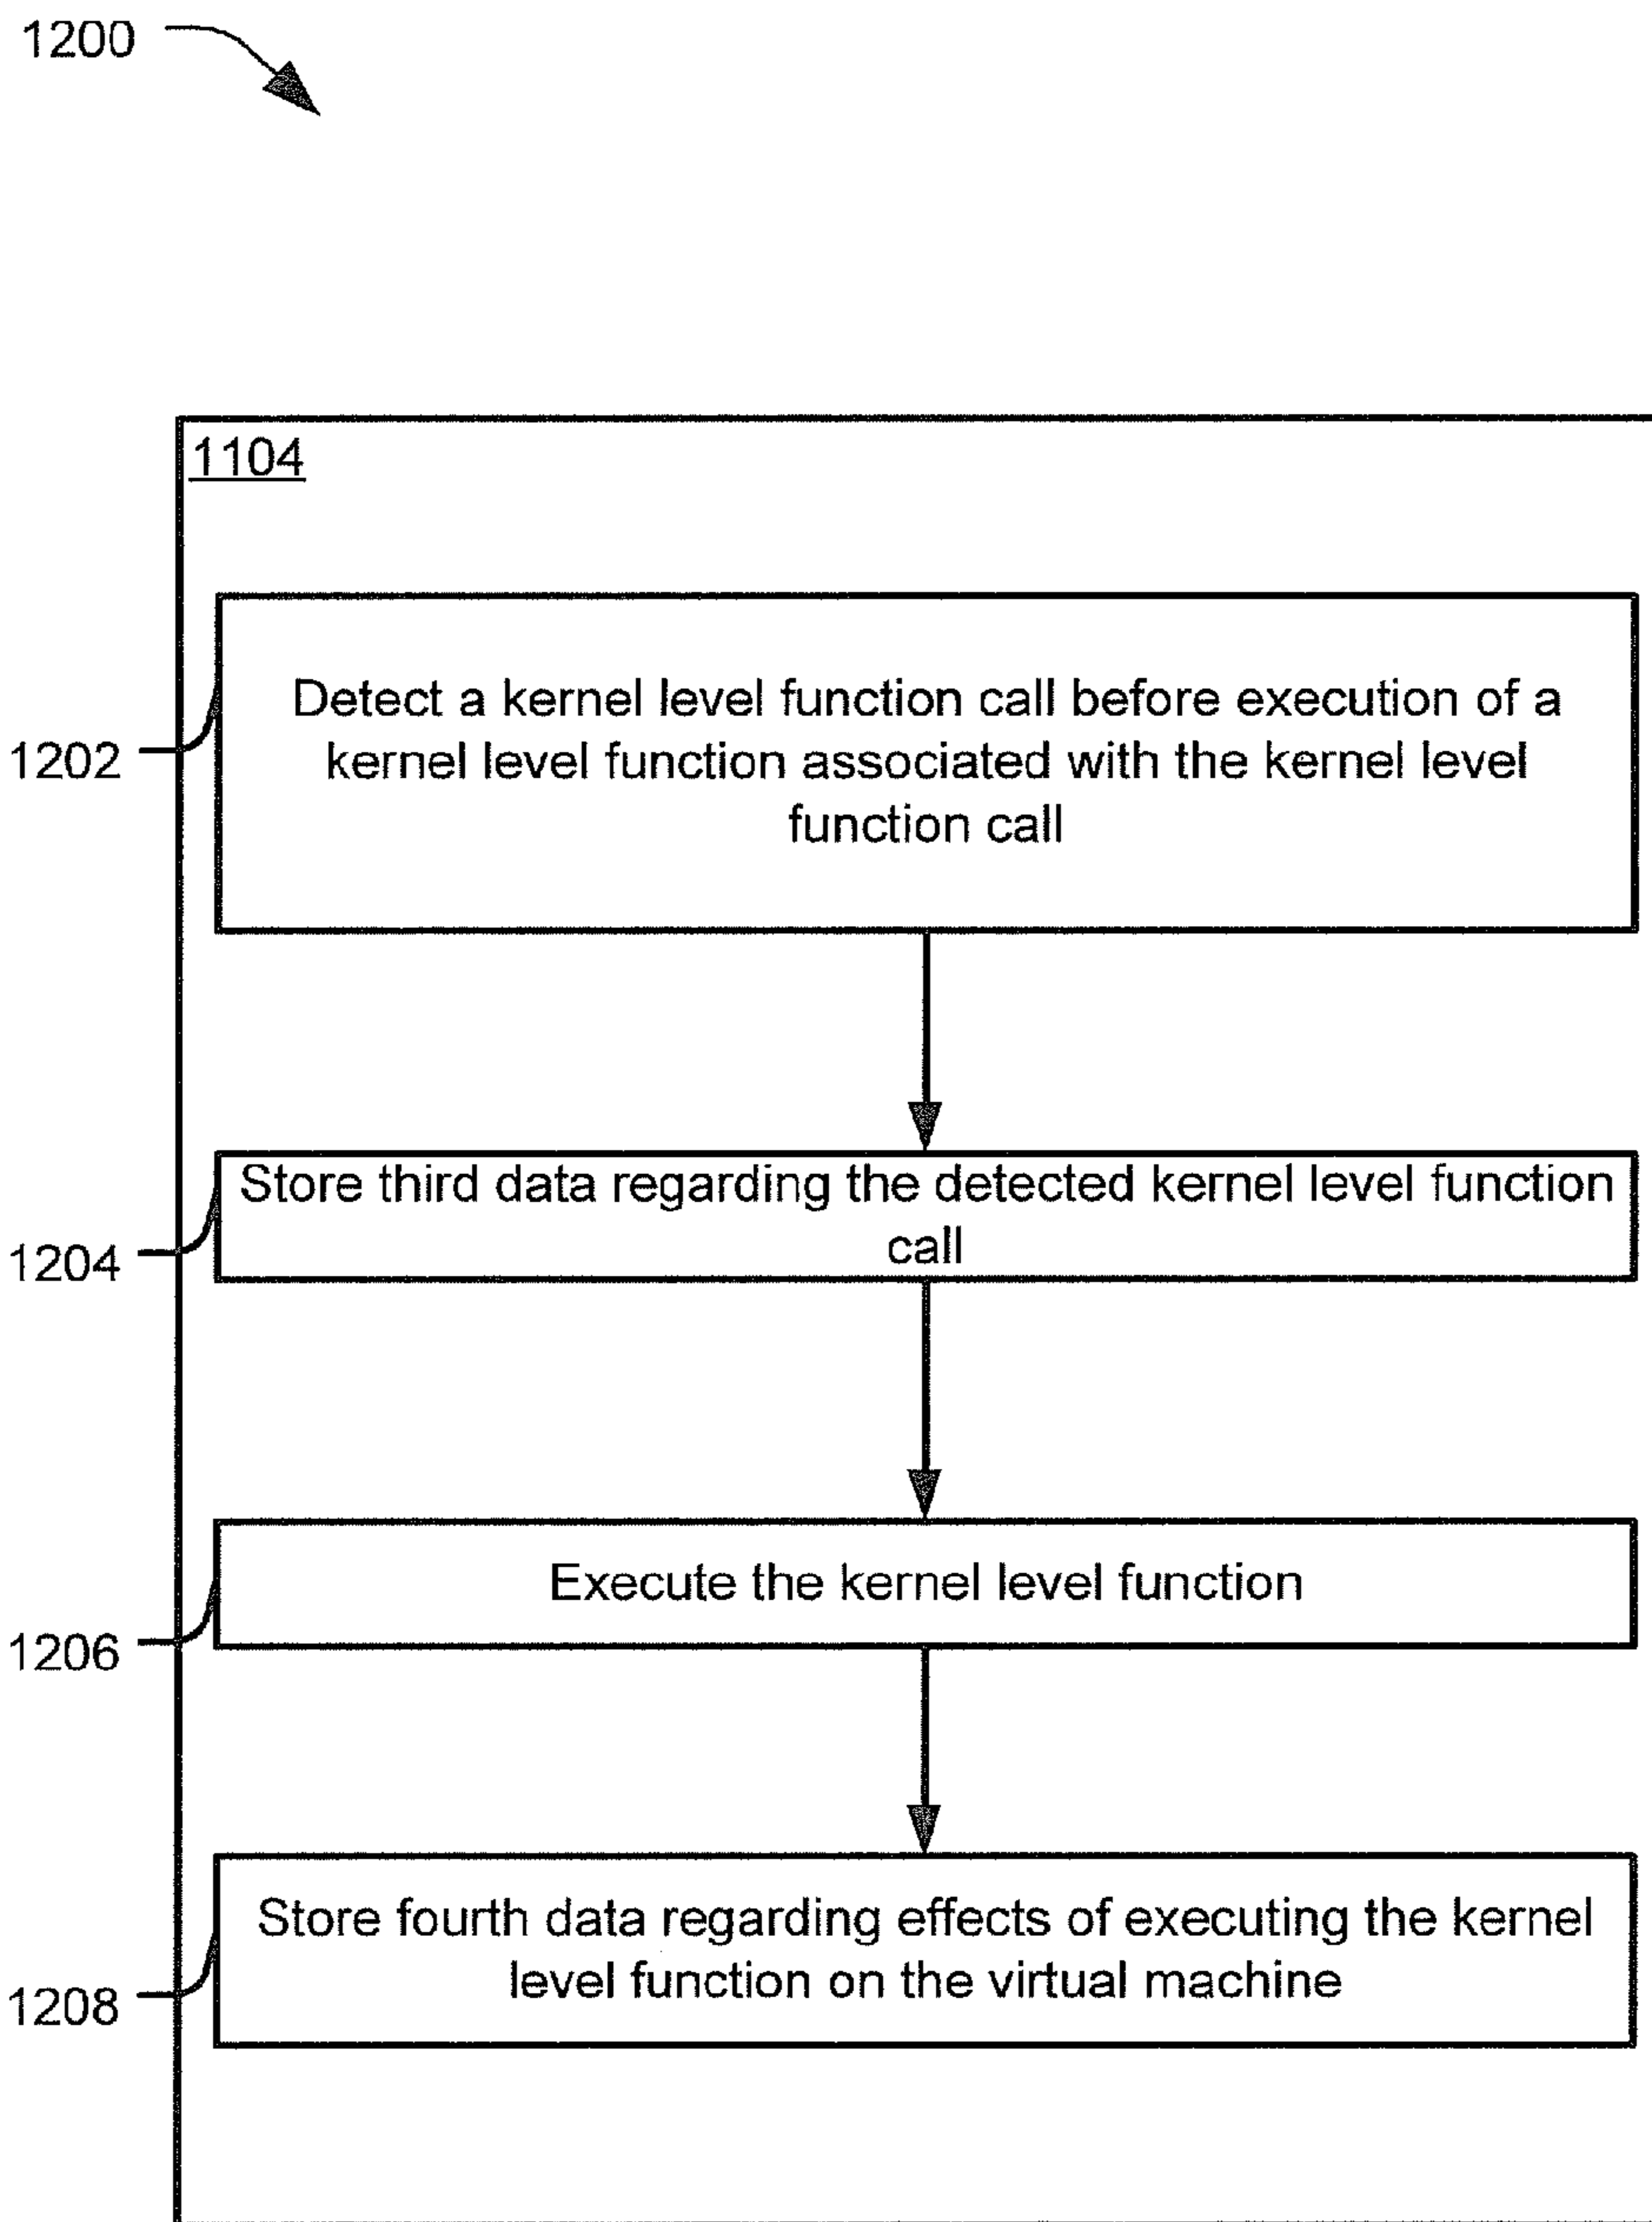 1200
1104
Detect a kernel level function call before execution of a
kernel level function associated with the kernel level
function call
1202
Store third data regarding the detected kernel level function
call
1204
Execute the kernel level function
1206
Store fourth data regarding effects of executing the kernel
level function on the virtual machine
1208